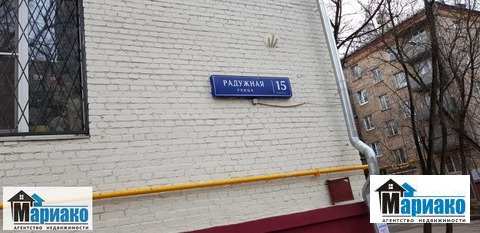 РАДУЖНАЯ
УЛИЦА
15
Мариако
АГЕНТСТВО НЕДВИЖИМОСТИ
Мариако
АГЕНТСТВО НЕДВИЖИМОСТИ